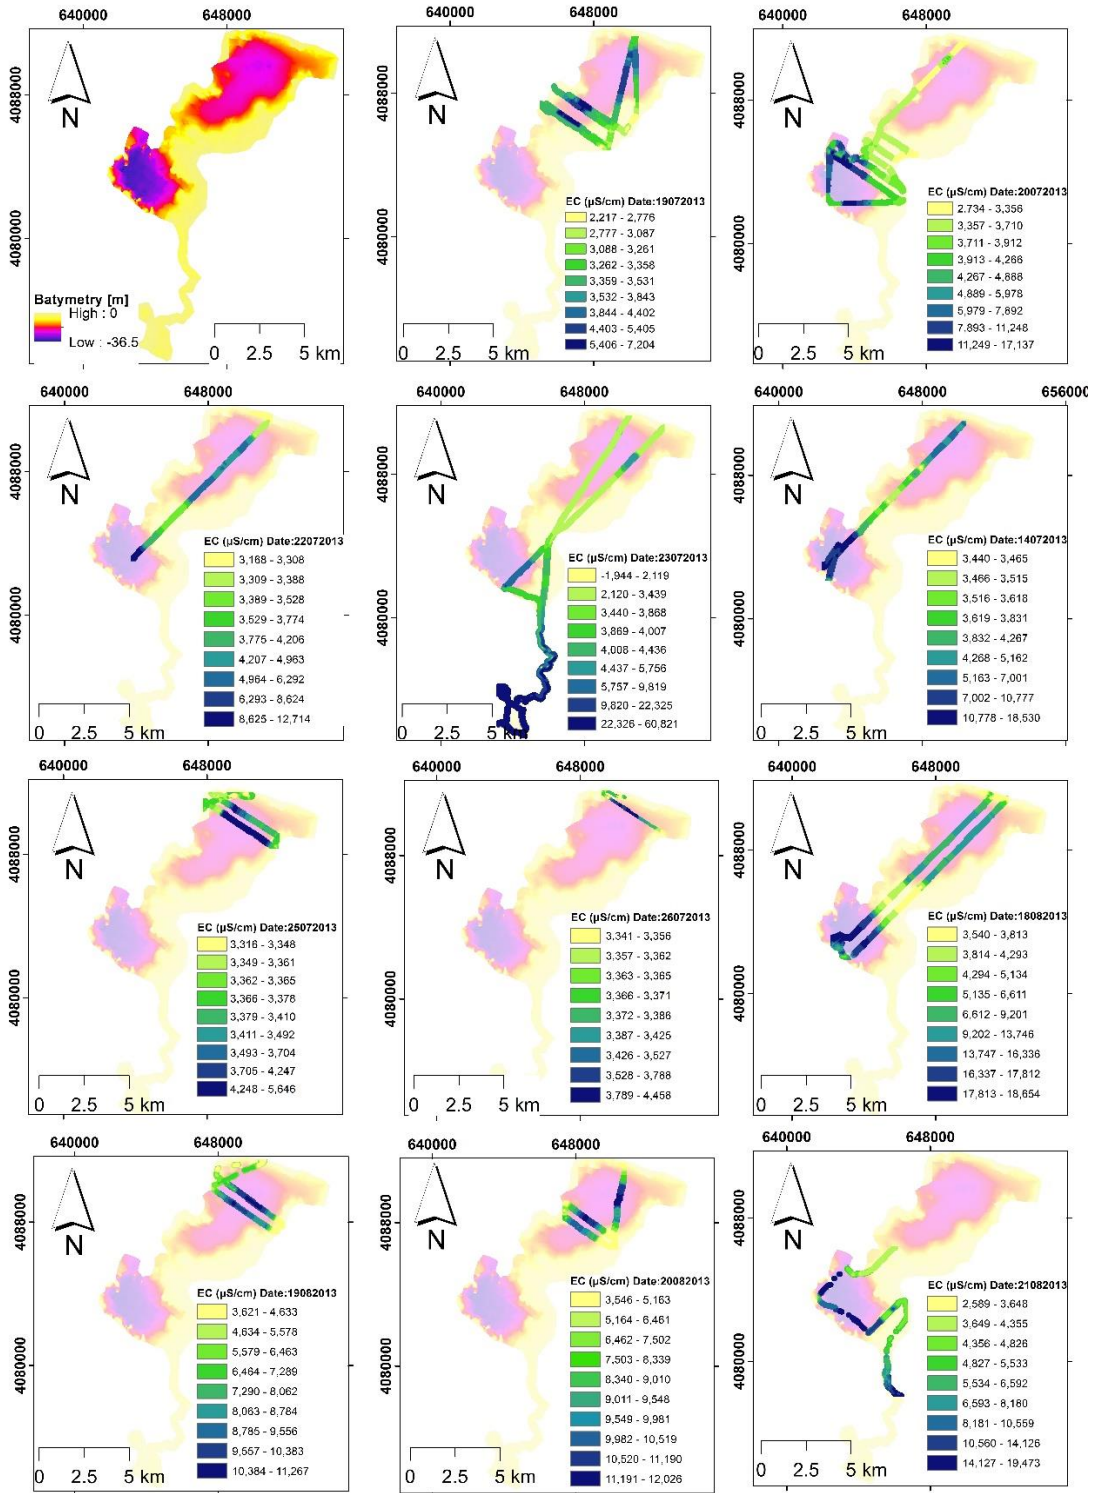 640000 648000
4088000
4080000
N
Batymetry [m]
High : 0
Low : -36.5
0 2.5 5 km
640000 648000
4088000
4080000
N
EC (µS/cm) Date:19072013
2,217 - 2,776
2,777 - 3,087
3,088 - 3,261
3,262 - 3,358
3,359 - 3,531
3,532 - 3,843
3,844 - 4,402
4,403 - 5,405
5,406 - 7,204
0 2.5 5 km
640000 648000
4088000
4080000
N
EC (µS/cm) Date:20072013
2,734 - 3,356
3,357 - 3,710
3,711 - 3,912
3,913 - 4,266
4,267 - 4,888
4,889 - 5,978
5,979 - 7,892
7,893 - 11,248
11,249 - 17,137
0 2.5 5 km
640000 648000
4088000
4080000
N
EC (µS/cm) Date:22072013
3,168 - 3,308
3,309 - 3,388
3,389 - 3,528
3,529 - 3,774
3,775 - 4,206
4,207 - 4,963
4,964 - 6,292
6,293 - 8,624
8,625 - 12,714
0 2.5 5 km
640000 648000
4088000
4080000
N
EC (µS/cm) Date:23072013
-1,944 - 2,119
2,120 - 3,439
3,440 - 3,868
3,869 - 4,007
4,008 - 4,436
4,437 - 5,756
5,757 - 9,819
9,820 - 22,325
22,326 - 60,821
0 2.5 5 km
640000 648000 656000
4088000
4080000
N
EC (µS/cm) Date:14072013
3,440 - 3,465
3,466 - 3,515
3,516 - 3,618
3,619 - 3,831
3,832 - 4,267
4,268 - 5,162
5,163 - 7,001
7,002 - 10,777
10,778 - 18,530
0 2.5 5 km
640000 648000
4088000
4080000
N
EC (µS/cm) Date:25072013
3,316 - 3,348
3,349 - 3,361
3,362 - 3,365
3,366 - 3,378
3,379 - 3,410
3,411 - 3,492
3,493 - 3,704
3,705 - 4,247
4,248 - 5,646
0 2.5 5 km
640000 648000
4088000
4080000
N
EC (µS/cm) Date:26072013
3,341 - 3,356
3,357 - 3,362
3,363 - 3,365
3,366 - 3,371
3,372 - 3,386
3,387 - 3,425
3,426 - 3,527
3,528 - 3,788
3,789 - 4,458
0 2.5 5 km
640000 648000
4088000
4080000
N
EC (µS/cm) Date:18082013
3,540 - 3,813
3,814 - 4,293
4,294 - 5,134
5,135 - 6,611
6,612 - 9,201
9,202 - 13,746
13,747 - 16,336
16,337 - 17,812
17,813 - 18,654
0 2.5 5 km
640000 648000
4088000
4080000
N
EC (µS/cm) Date:19082013
3,621 - 4,633
4,634 - 5,578
5,579 - 6,463
6,464 - 7,289
7,290 - 8,062
8,063 - 8,784
8,785 - 9,556
9,557 - 10,383
10,384 - 11,267
0 2.5 5 km
640000 648000
4088000
4080000
N
EC (µS/cm) Date:20082013
3,546 - 5,163
5,164 - 6,461
6,462 - 7,502
7,503 - 8,339
8,340 - 9,010
9,011 - 9,548
9,549 - 9,981
9,982 - 10,519
10,520 - 11,190
11,191 - 12,026
0 2.5 5 km
640000 648000
4088000
4080000
N
EC (µS/cm) Date:21082013
2,589 - 3,648
3,649 - 4,355
4,356 - 4,826
4,827 - 5,533
5,534 - 6,592
6,593 - 8,180
8,181 - 10,559
10,560 - 14,126
14,127 - 19,473
0 2.5 5 km